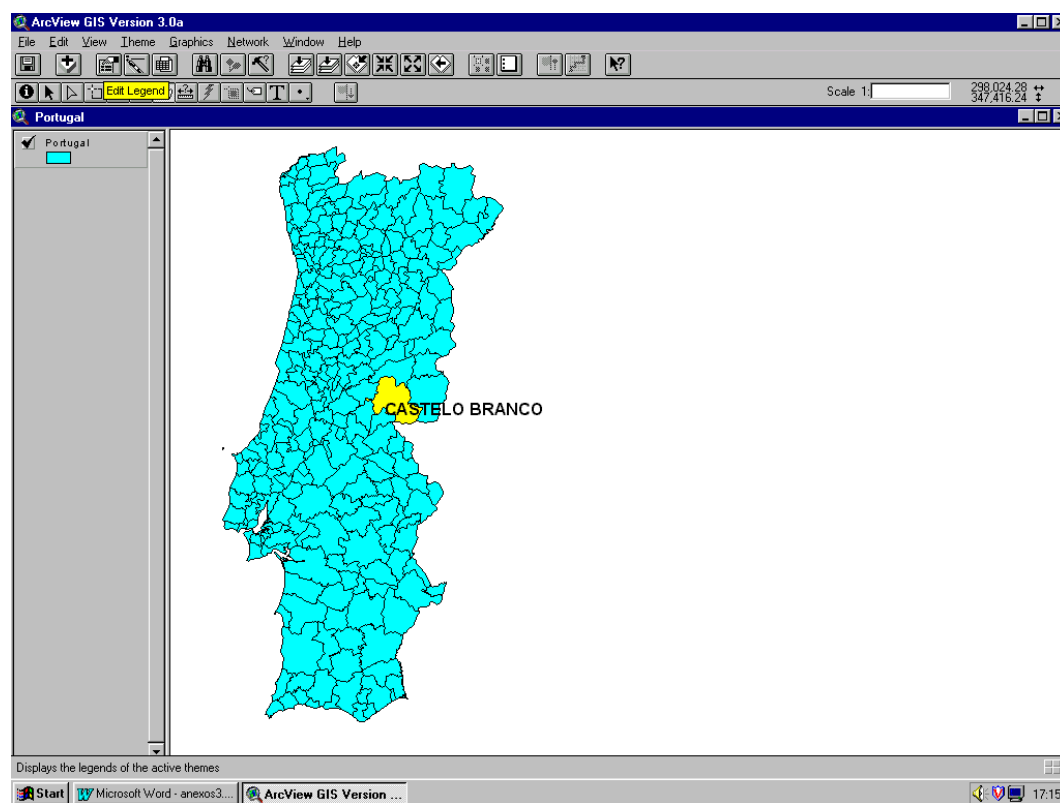 ArcView GIS Version 3.0a
File Edit View Theme Graphics Network Window Help
Edit Legend
T
Scale 1:
298,024.28
347,416.24
Portugal
Portugal
CASTELO BRANCO
Displays the legends of the active themes
Start
Microsoft Word - anexos3....
ArcView GIS Version ...
17:15